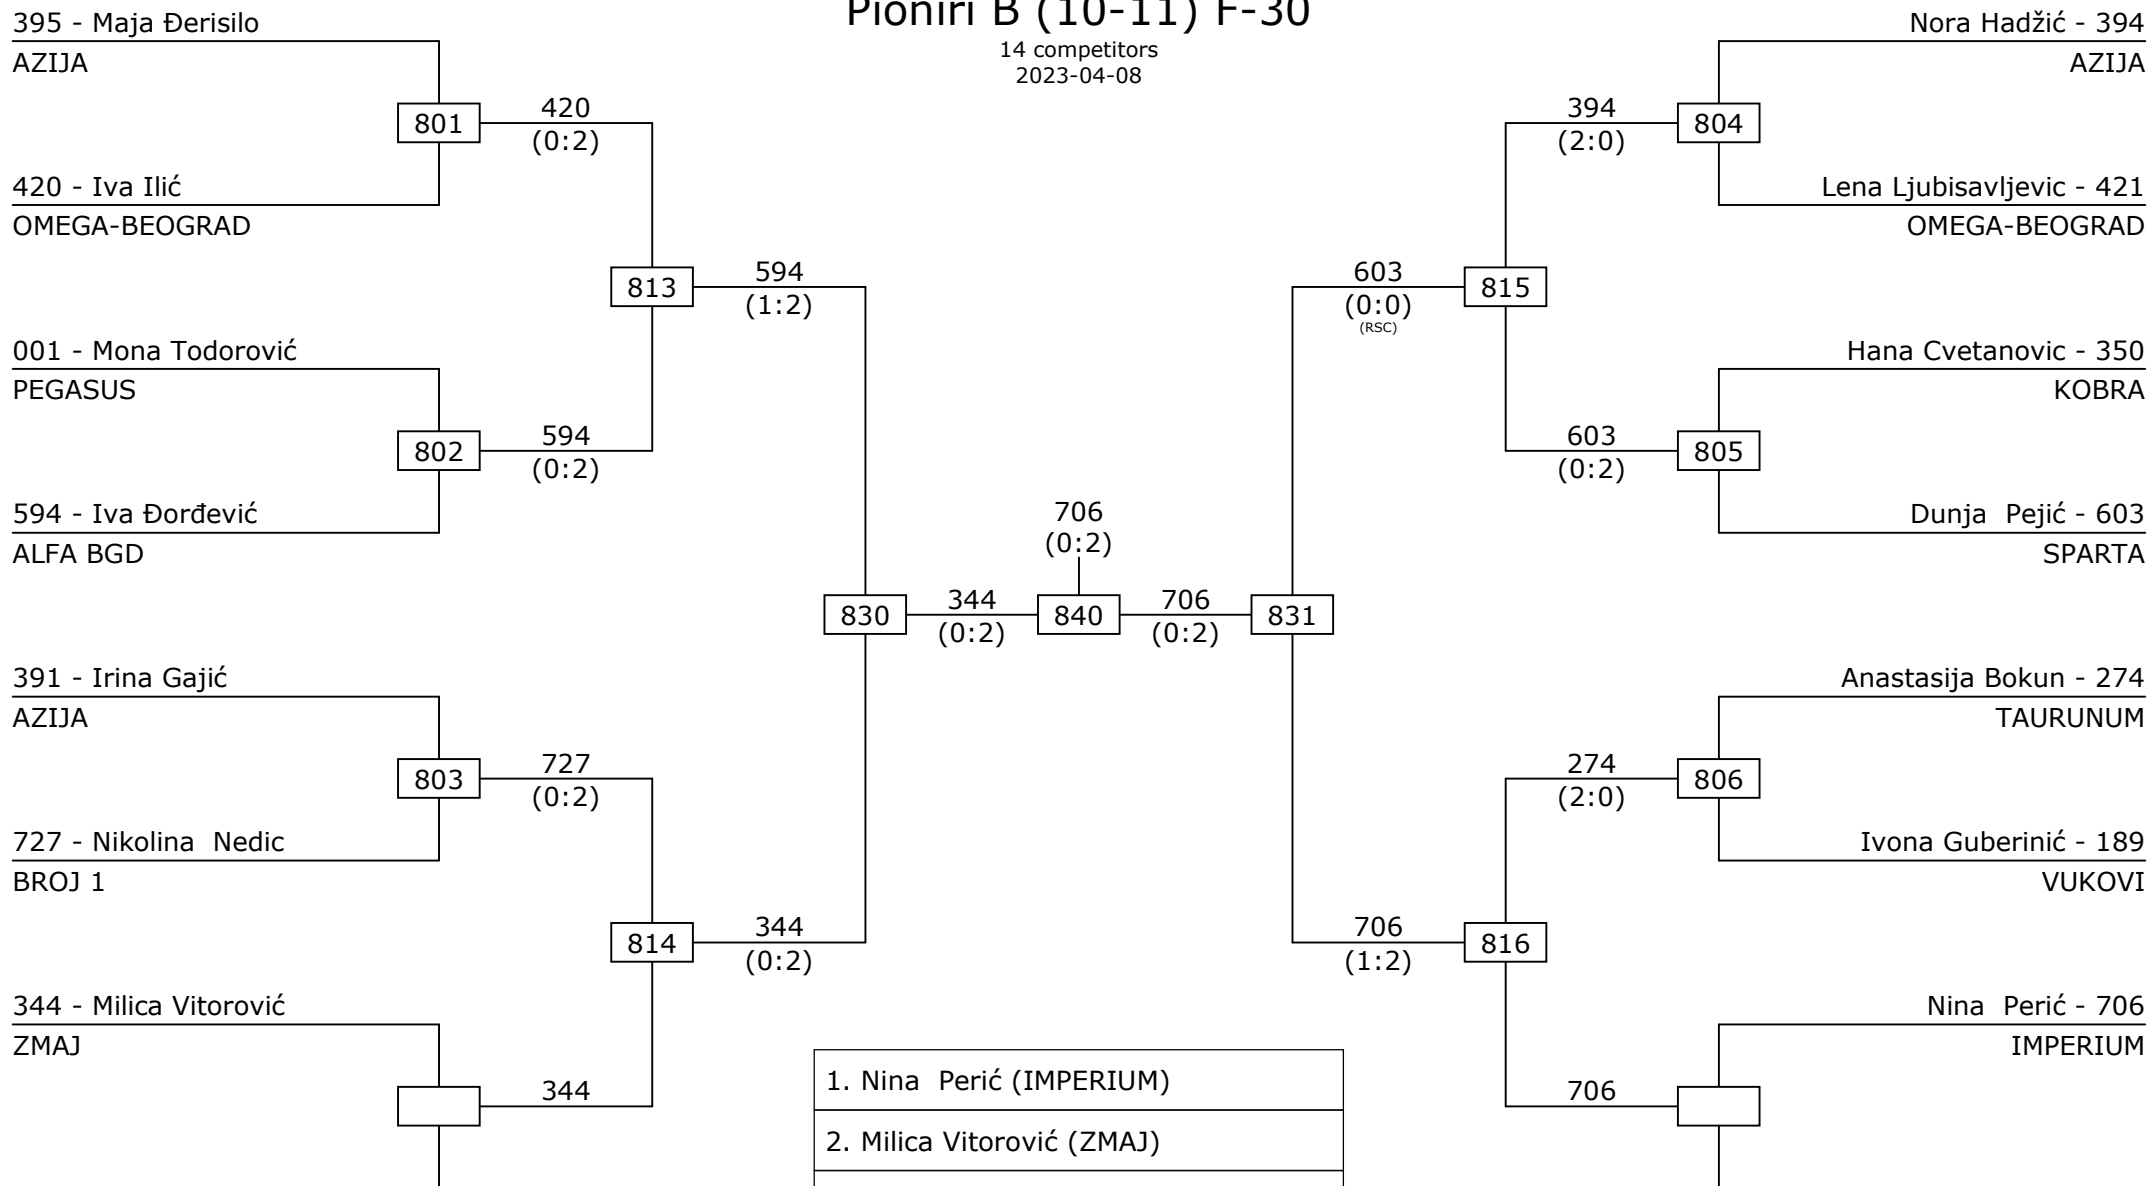 Pioniri B (10-11) F-30
14 competitors
2023-04-08
395 - Maja Đerisilo
AZIJA
801
420
(0:2)
420 - Iva Ilić
OMEGA-BEOGRAD
813
594
(1:2)
001 - Mona Todorović
PEGASUS
802
594
(0:2)
594 - Iva Đorđević
ALFA BGD
830
344
(0:2)
391 - Irina Gajić
AZIJA
803
727
(0:2)
727 - Nikolina  Nedic
BROJ 1
814
344
(0:2)
344 - Milica Vitorović
ZMAJ
344
706
(0:2)
840
Nora Hadžić - 394
AZIJA
394
(2:0)
804
Lena Ljubisavljevic - 421
OMEGA-BEOGRAD
603
(0:0)
(RSC)
815
Hana Cvetanovic - 350
KOBRA
603
(0:2)
805
Dunja  Pejić - 603
SPARTA
706
(0:2)
831
Anastasija Bokun - 274
TAURUNUM
274
(2:0)
806
Ivona Guberinić - 189
VUKOVI
706
(1:2)
816
Nina  Perić - 706
IMPERIUM
706
1. Nina  Perić (IMPERIUM)
2. Milica Vitorović (ZMAJ)